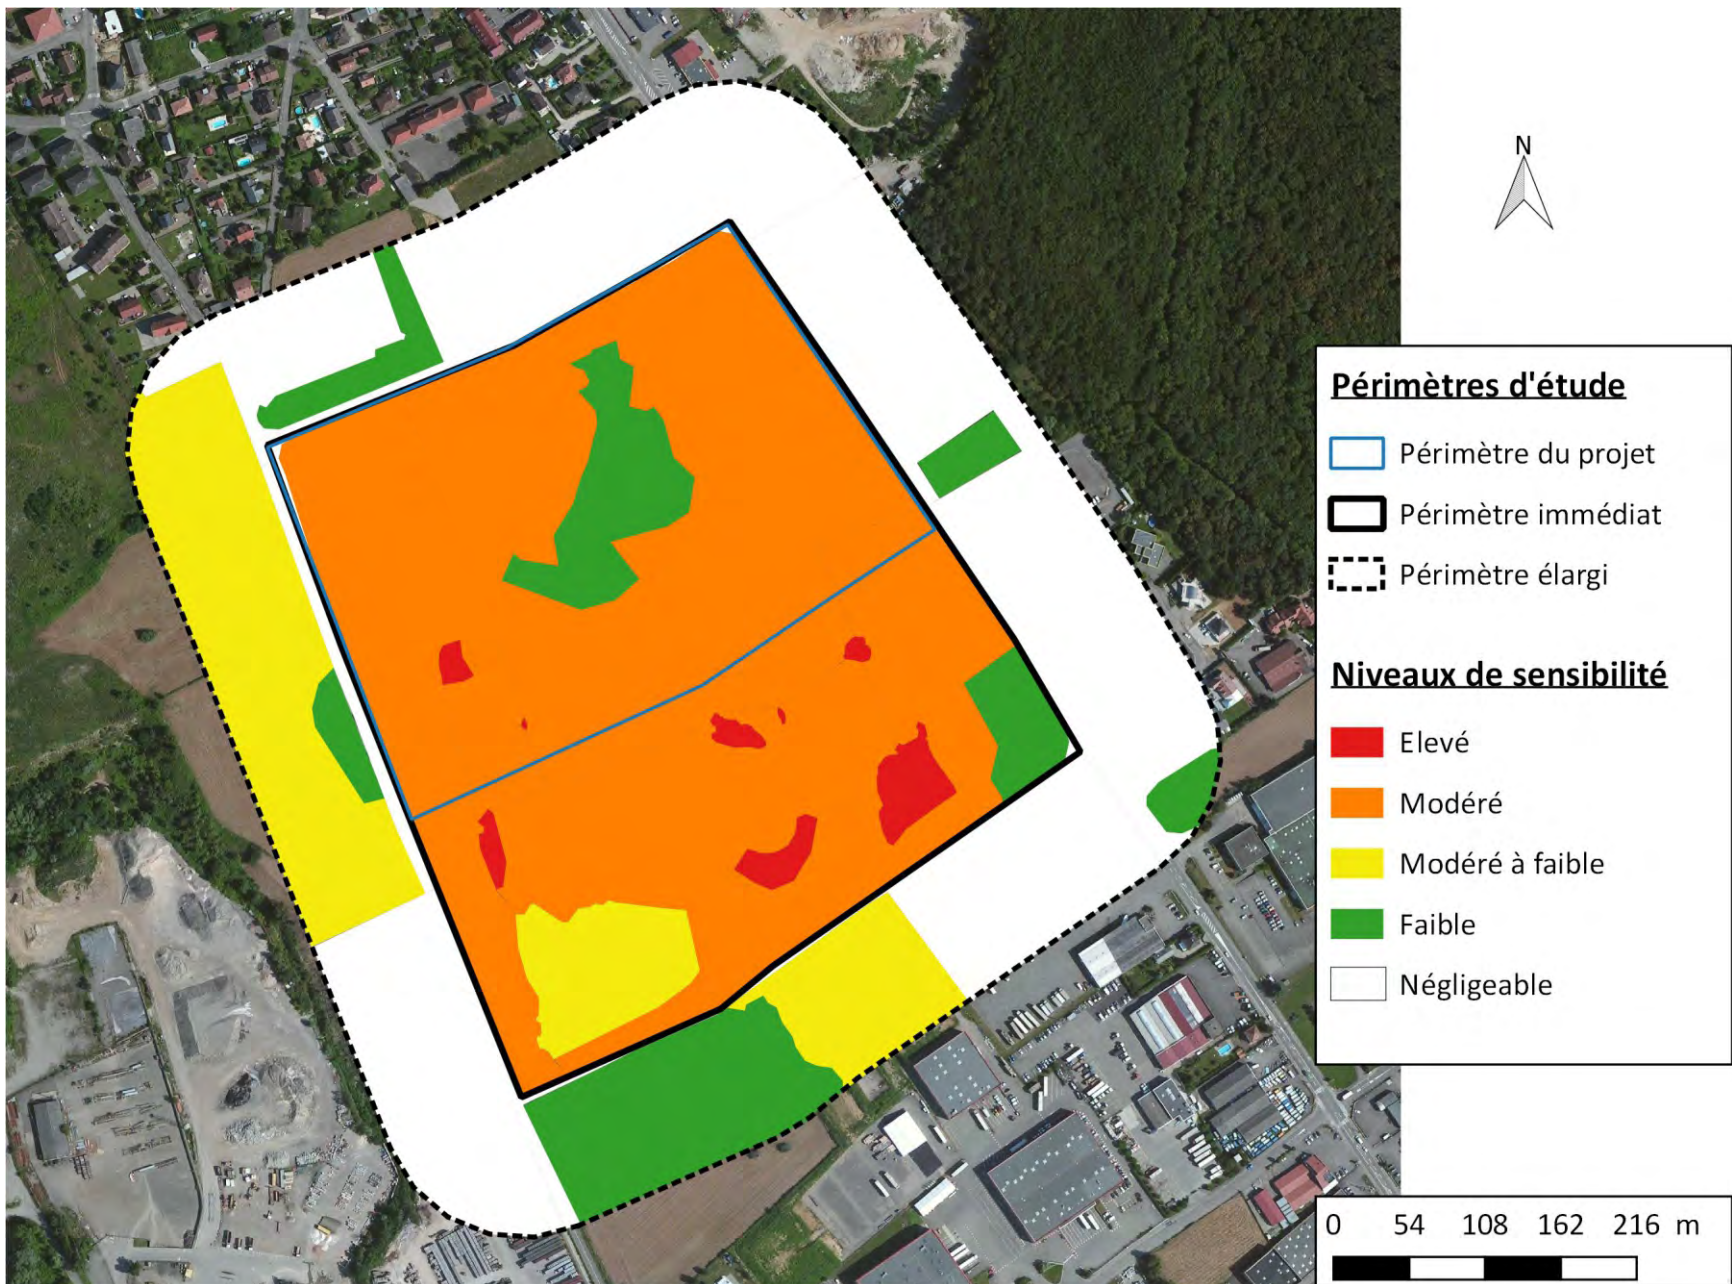 N
Périmètres d'étude
Périmètre du projet
Périmètre immédiat
Périmètre élargi
Niveaux de sensibilité
Elevé
Modéré
Modéré à faible
Faible
Négligeable
0 54 108 162 216 m